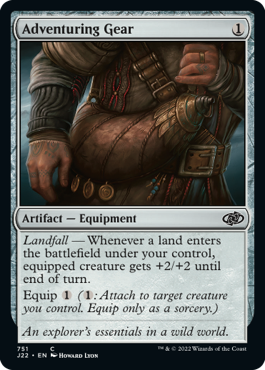 Adventuring Gear 1
Artifact — Equipment
Landfall — Whenever a land enters
the battlefield under your control,
equipped creature gets +2/+2 until
end of turn.
Equip 1 (1: Attach to target creature
you control. Equip only as a sorcery.)
An explorer's essentials in a wild world.
751 C
J22 • EN Howard Lyon ™ & © 2022 Wizards of the Coast